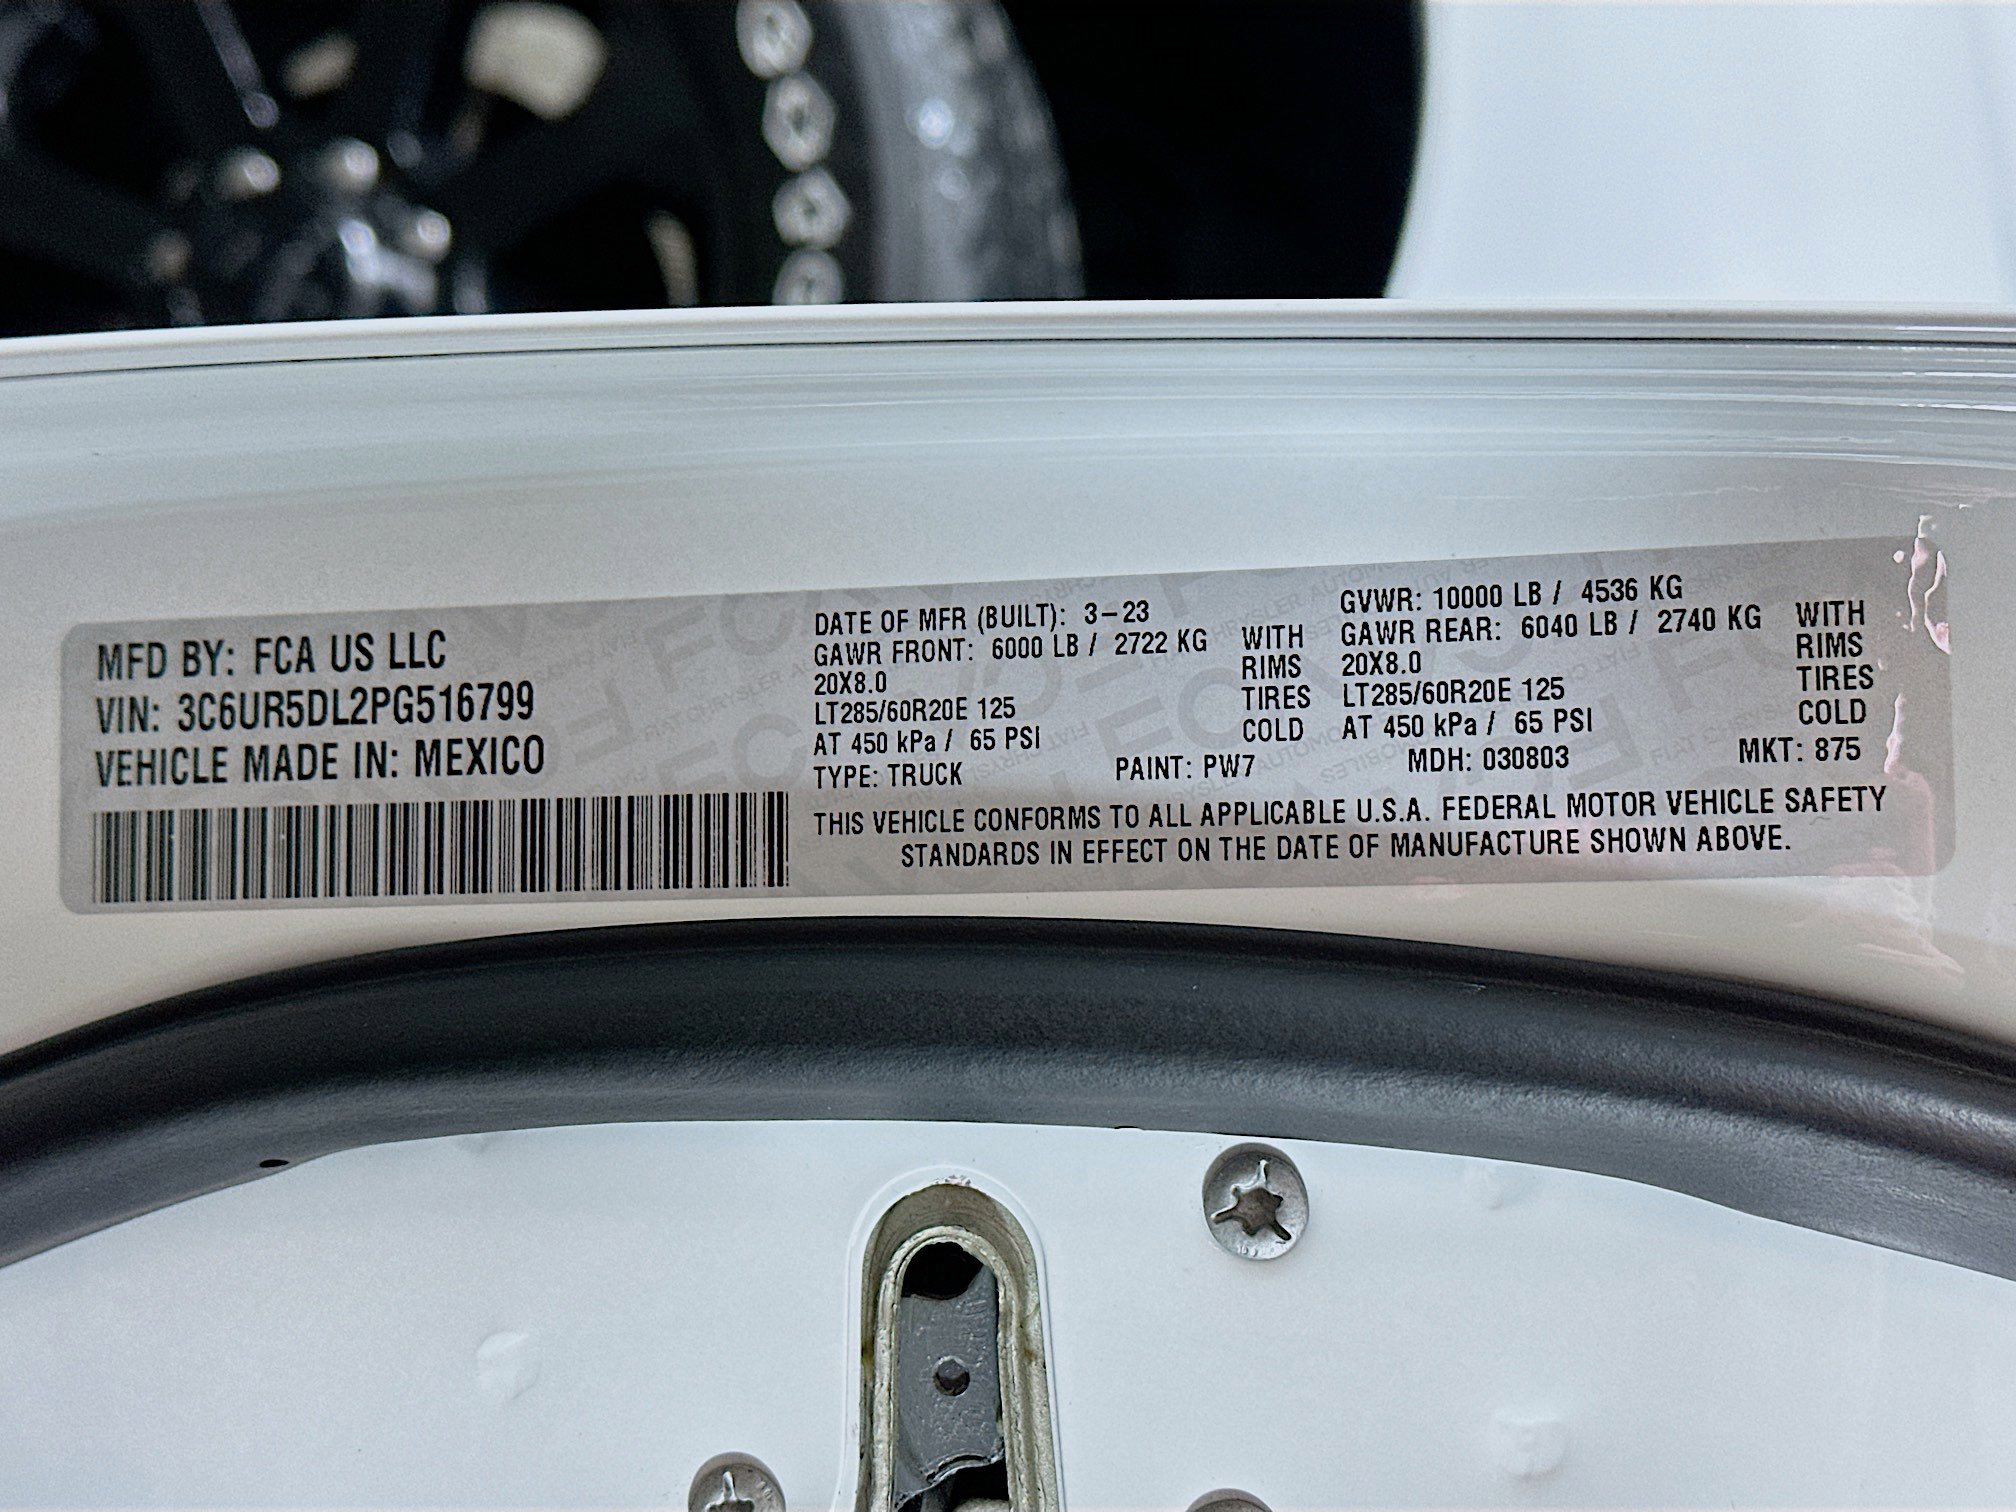 MFD BY: FCA US LLC
VIN: 3C6UR5DL2PG516799
VEHICLE MADE IN: MEXICO
DATE OF MFR (BUILT): 3-23
GAWR FRONT: 6000 LB / 2722 KG WITH
20X8.0 RIMS
LT285/60R20E 125 TIRES
AT 450 kPa / 65 PSI COLD
GVWR: 10000 LB / 4536 KG
GAWR REAR: 6040 LB / 2740 KG WITH
20X8.0 RIMS
LT285/60R20E 125 TIRES
AT 450 kPa / 65 PSI COLD
TYPE: TRUCK PAINT: PW7 MDH: 030803 MKT: 875
THIS VEHICLE CONFORMS TO ALL APPLICABLE U.S.A. FEDERAL MOTOR VEHICLE SAFETY
STANDARDS IN EFFECT ON THE DATE OF MANUFACTURE SHOWN ABOVE.